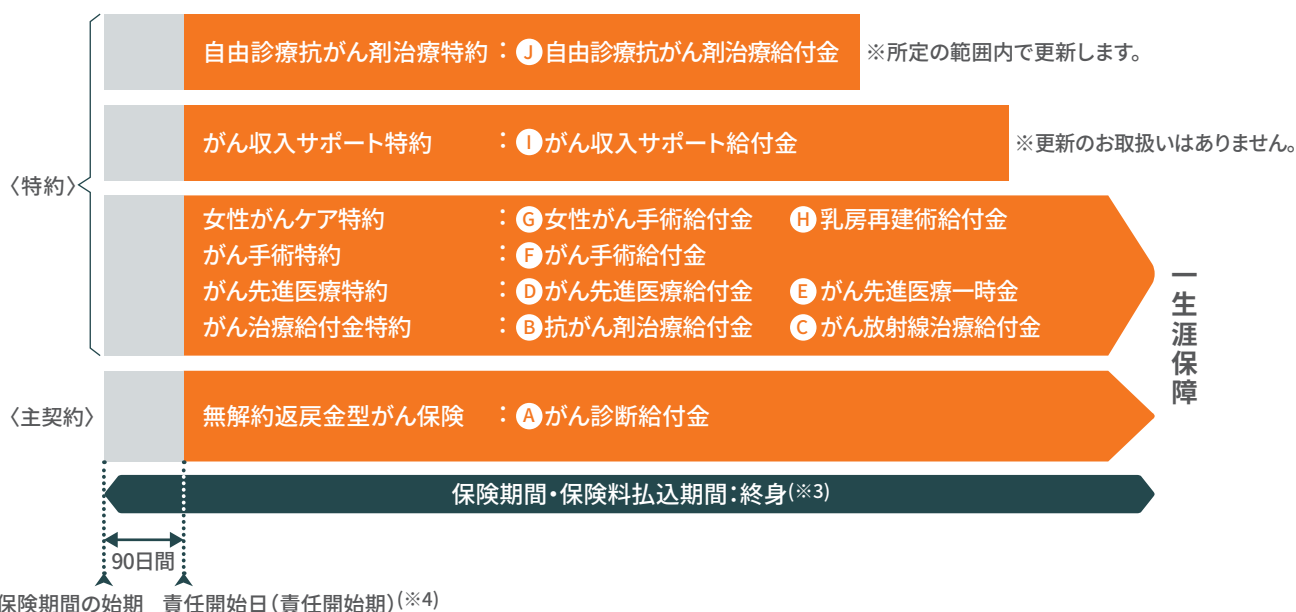 自由診療抗がん剤治療特約：J自由診療抗がん剤治療給付金 ※所定の範囲内で更新します。
がん収入サポート特約：Iがん収入サポート給付金 ※更新のお取扱いはありません。
〈特約〉
女性がんケア特約：G女性がん手術給付金 H乳房再建術給付金
がん手術特約：Fがん手術給付金
がん先進医療特約：Dがん先進医療給付金 Eがん先進医療一時金
がん治療給付金特約：B抗がん剤治療給付金 Cがん放射線治療給付金
一生涯保障
〈主契約〉 無解約返戻金型がん保険：Aがん診断給付金
保険期間・保険料払込期間：終身(※3)
90日間
保険期間の始期 責任開始日（責任開始期）(※4)